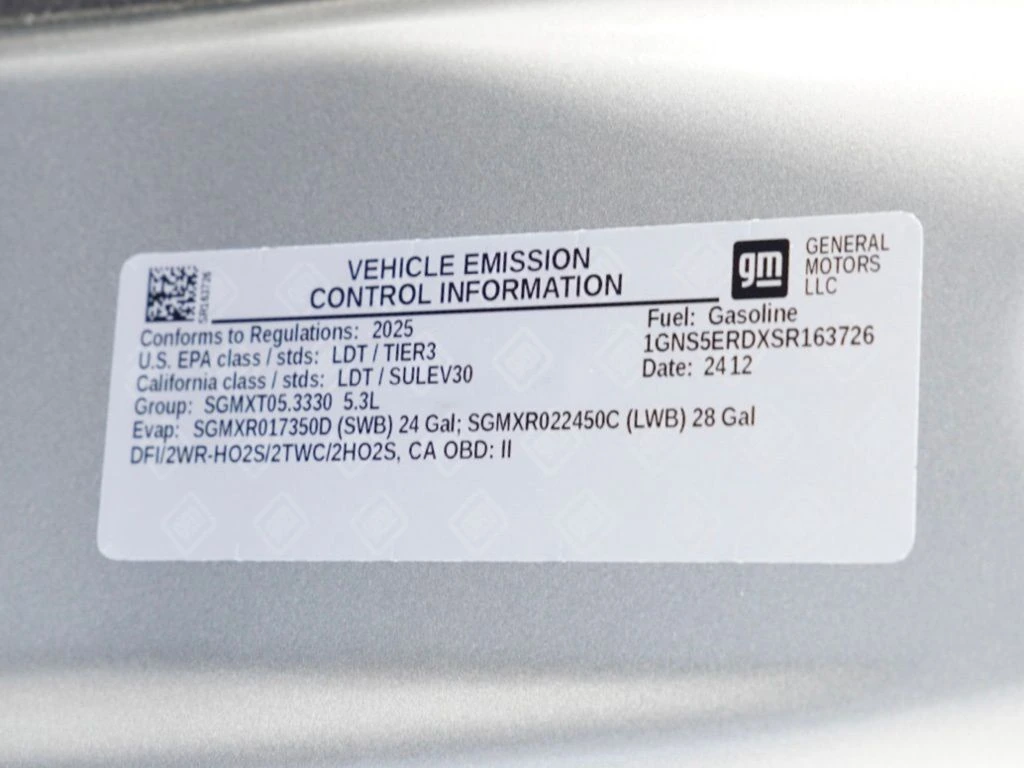 VEHICLE EMISSION
CONTROL INFORMATION
gm
GENERAL
MOTORS
LLC
SR163726
Conforms to Regulations: 2025
U.S. EPA class / stds: LDT / TIER3
California class / stds: LDT / SULEV30
Group: SGMXT05.3330 5.3L
Evap: SGMXR017350D (SWB) 24 Gal; SGMXR022450C (LWB) 28 Gal
DFI/2WR-HO2S/2TWC/2HO2S, CA OBD: II
Fuel: Gasoline
1GNS5ERDXSR163726
Date: 2412